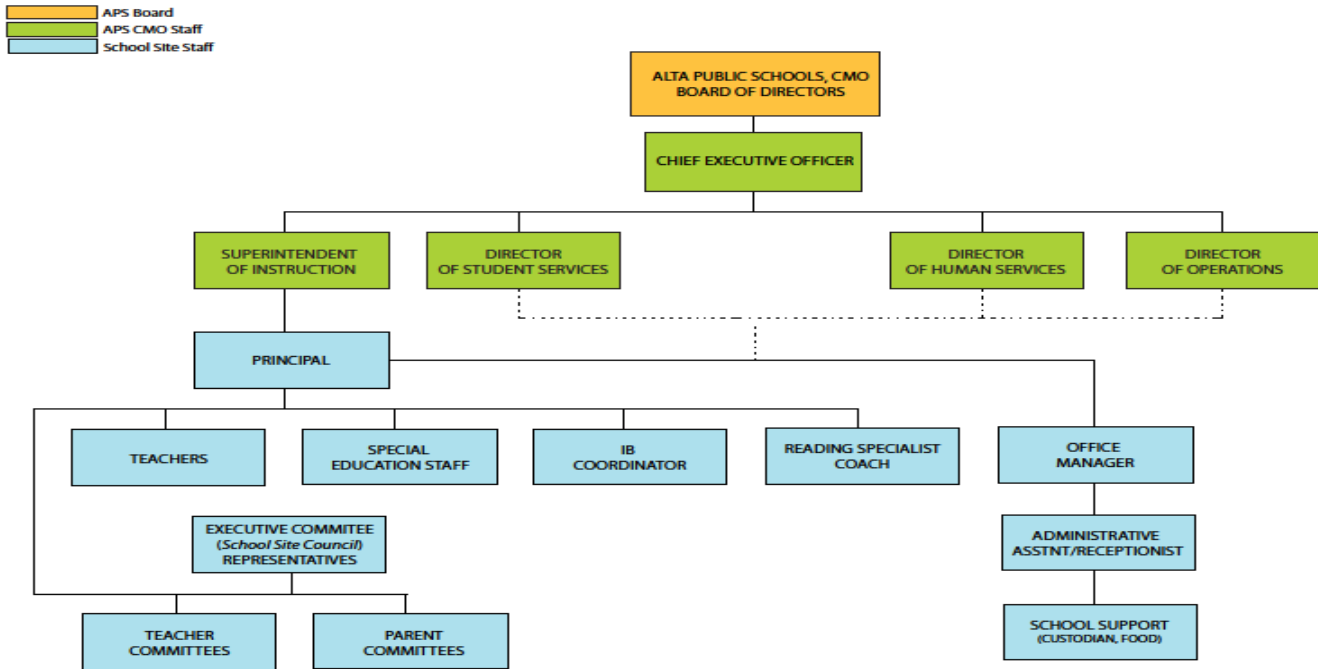 APS Board
APS CMO Staff
School Site Staff
ALTA PUBLIC SCHOOLS, CMO
BOARD OF DIRECTORS
CHIEF EXECUTIVE OFFICER
SUPERINTENDENT
OF INSTRUCTION
DIRECTOR
OF STUDENT SERVICES
DIRECTOR
OF HUMAN SERVICES
DIRECTOR
OF OPERATIONS
PRINCIPAL
TEACHERS
SPECIAL
EDUCATION STAFF
IB
COORDINATOR
READING SPECIALIST
COACH
OFFICE
MANAGER
EXECUTIVE COMMITEE
(School Site Council)
REPRESENTATIVES
ADMINISTRATIVE
ASSTNT/RECEPTIONIST
TEACHER
COMMITTEES
PARENT
COMMITTEES
SCHOOL SUPPORT
(CUSTODIAN, FOOD)